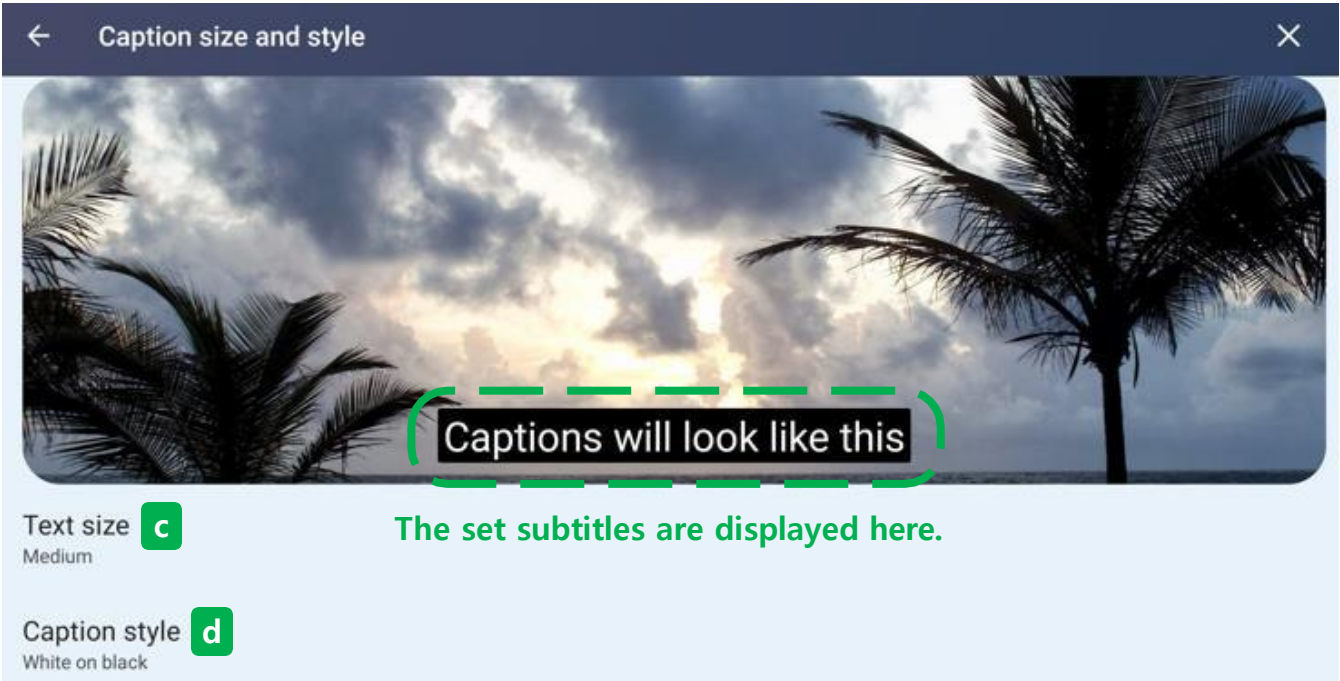 Caption size and style
Captions will look like this
Text size c
The set subtitles are displayed here.
Medium
Caption style d
White on black